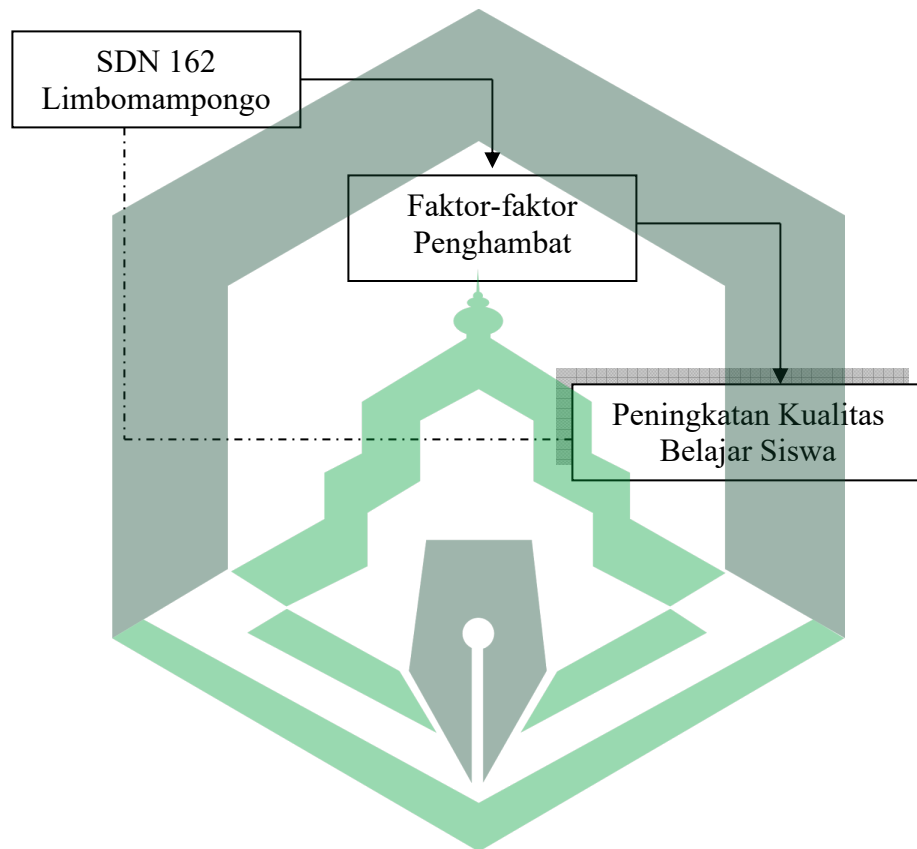 SDN 162
Limbomampongo
Faktor-faktor
Penghambat
Peningkatan Kualitas
Belajar Siswa